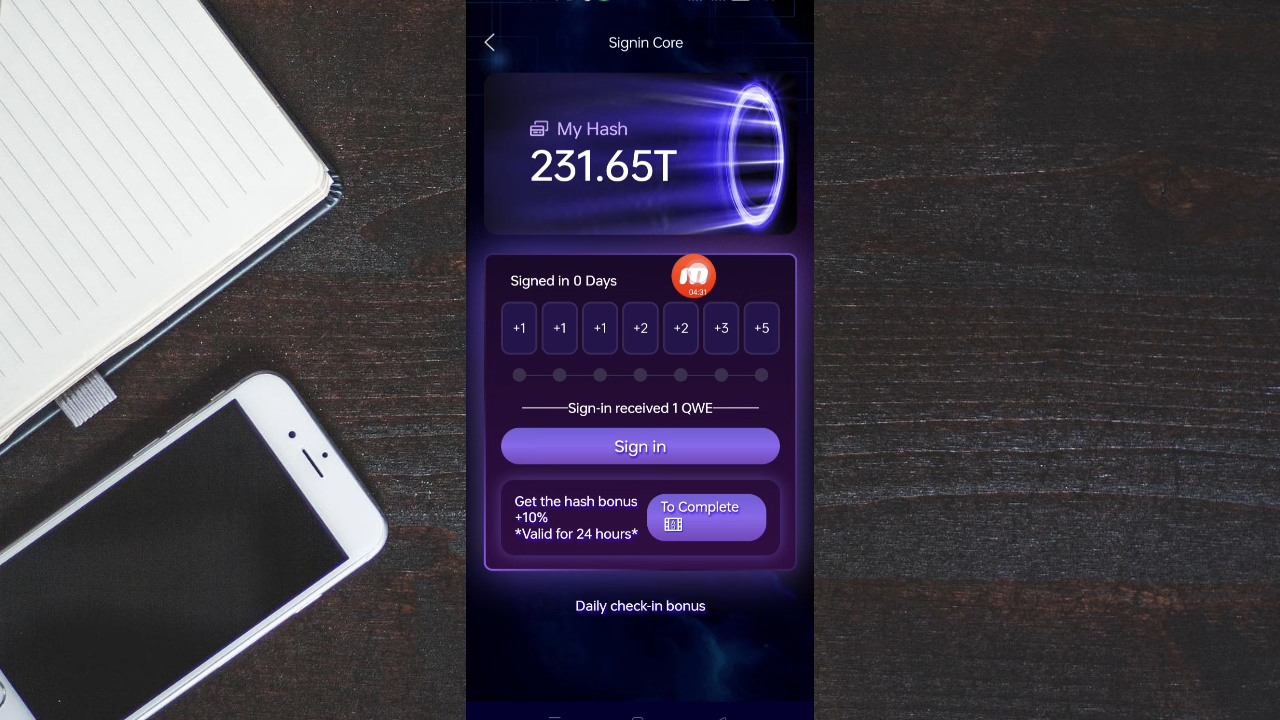 Signin Core
My Hash
231.65T
Signed in 0 Days
04:31
+1 +1 +1 +2 +2 +3 +5
Sign-in received 1 QWE
Sign in
Get the hash bonus
+10%
*Valid for 24 hours*
To Complete
Daily check-in bonus